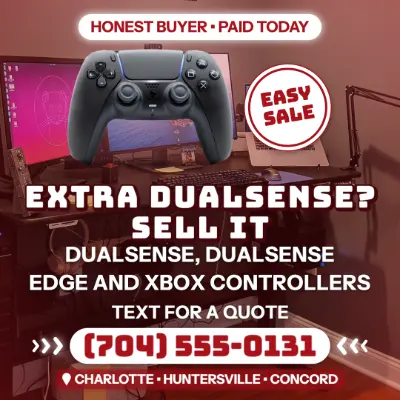 HONEST BUYER • PAID TODAY
EASY
SALE
EXTRA DUALSENSE?
SELL IT
DUALSENSE, DUALSENSE
EDGE AND XBOX CONTROLLERS
TEXT FOR A QUOTE
(704) 555-0131
CHARLOTTE • HUNTERSVILLE • CONCORD